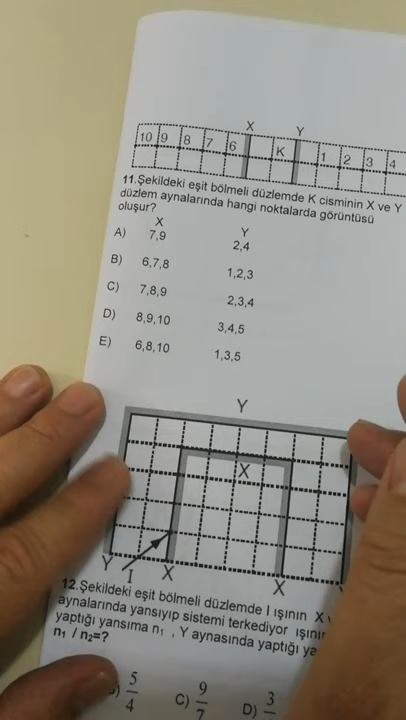 X Y
10 9 8 7 6 K 1 2 3 4
11.Şekildeki eşit bölmeli düzlemde K cisminin X ve Y
düzlem aynalarında hangi noktalarda görüntüsü
oluşur?
X Y
A) 7,9 2,4
B) 6,7,8 1,2,3
C) 7,8,9 2,3,4
D) 8,9,10 3,4,5
E) 6,8,10 1,3,5
Y
X
Y I X X
12.Şekildeki eşit bölmeli düzlemde I ışının X
aynalarında yansıyıp sistemi terkediyor
yaptığı yansıma n₁ , Y aynasında yaptığı
n₁ / n₂=?
5/4 C) 9/7 D) 3